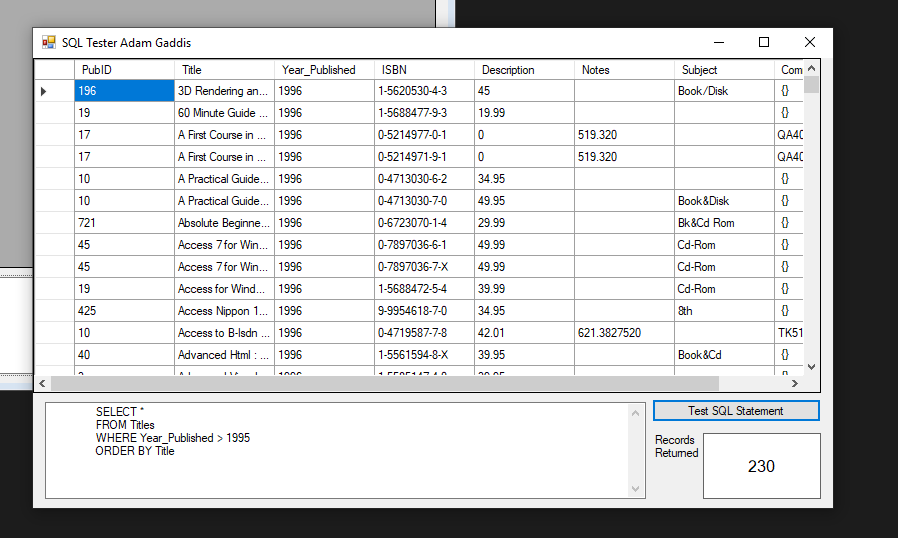 SQL Tester Adam Gaddis
PubID Title Year_Published ISBN Description Notes Subject Com
196 3D Rendering an... 1996 1-5620530-4-3 45 Book/Disk {}
19 60 Minute Guide ... 1996 1-5688477-9-3 19.99 {}
17 A First Course in ... 1996 0-5214977-0-1 0 519.320 QA40
17 A First Course in ... 1996 0-5214971-9-1 0 519.320 QA40
10 A Practical Guide... 1996 0-4713030-6-2 34.95 {}
10 A Practical Guide... 1996 0-4713030-7-0 49.95 Book&Disk {}
721 Absolute Beginne... 1996 0-6723070-1-4 29.99 Bk&Cd Rom {}
45 Access 7 for Win... 1996 0-7897036-6-1 49.99 Cd-Rom {}
45 Access 7 for Win... 1996 0-7897036-7-X 49.99 Cd-Rom {}
19 Access for Wind... 1996 1-5688472-5-4 39.99 Cd-Rom {}
425 Access Nippon 1... 1996 9-9954618-7-0 34.95 8th {}
10 Access to B-Isdn ... 1996 0-4719587-7-8 42.01 621.3827520 TK51
40 Advanced Html : ... 1996 1-5561594-8-X 39.95 Book&Cd {}
SELECT *
FROM Titles
WHERE Year_Published > 1995
ORDER BY Title
Test SQL Statement
Records
Returned
230